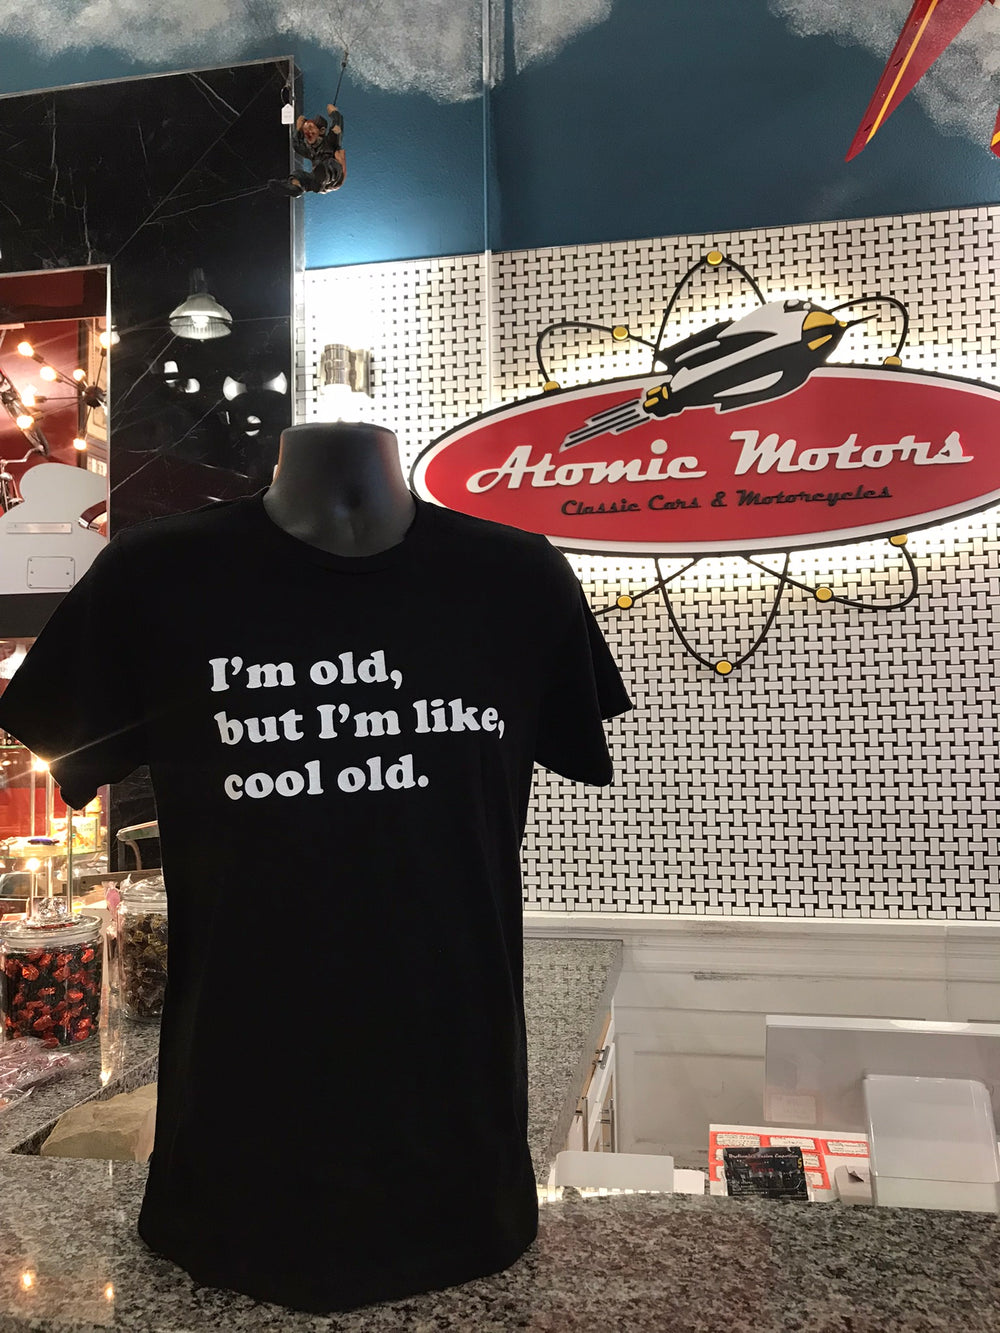 Atomic Motors
Classic Cars & Motorcycles
I'm old,
but I'm like,
cool old.